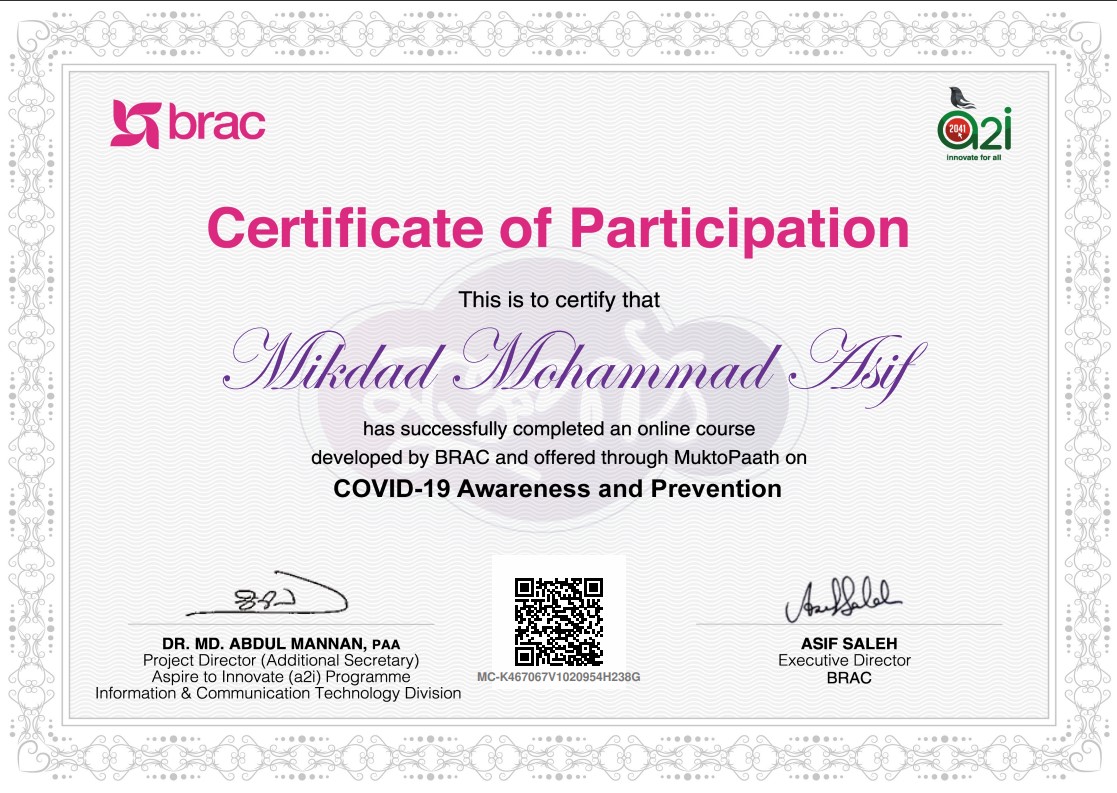 brac
2041
a2i
innovate for all
Certificate of Participation
This is to certify that
Mikdad Mohammad Asif
has successfully completed an online course
developed by BRAC and offered through MuktoPaath on
COVID-19 Awareness and Prevention
মুক্তপাঠ
DR. MD. ABDUL MANNAN, PAA
Project Director (Additional Secretary)
Aspire to Innovate (a2i) Programme
Information & Communication Technology Division
MC-K467067V1020954H238G
Asif Saleh
ASIF SALEH
Executive Director
BRAC